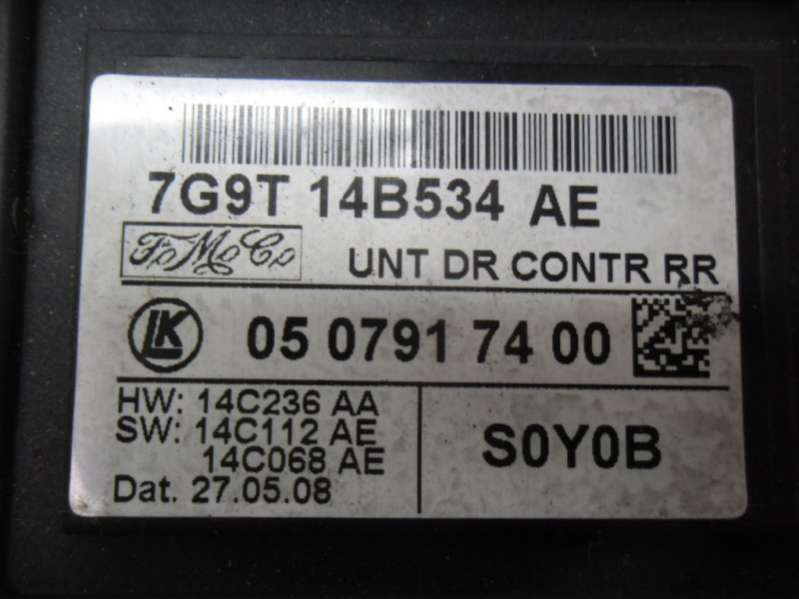 7G9T 14B534 AE
FoMoCo
UNT DR CONTR RR
LK
05 0791 74 00
HW: 14C236 AA
SW: 14C112 AE
14C068 AE
Dat. 27.05.08
S0Y0B